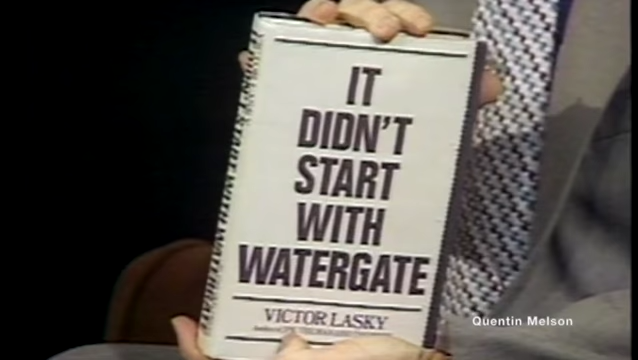 IT
DIDN'T
START
WITH
WATERGATE
VICTOR LASKY
Quentin Melson